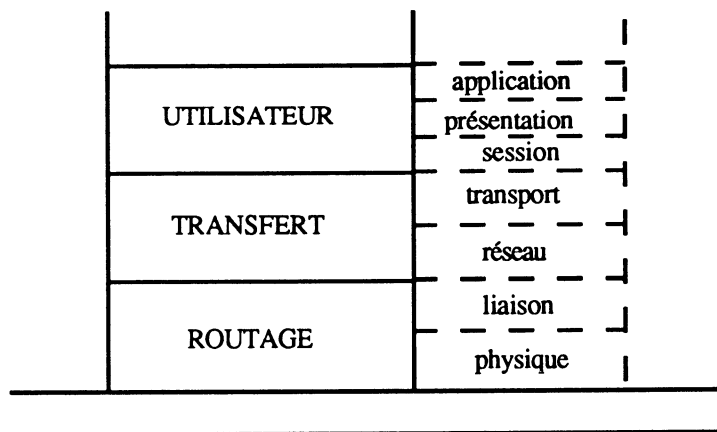 application
UTILISATEUR
présentation
session
transport
TRANSFERT
réseau
liaison
ROUTAGE
physique